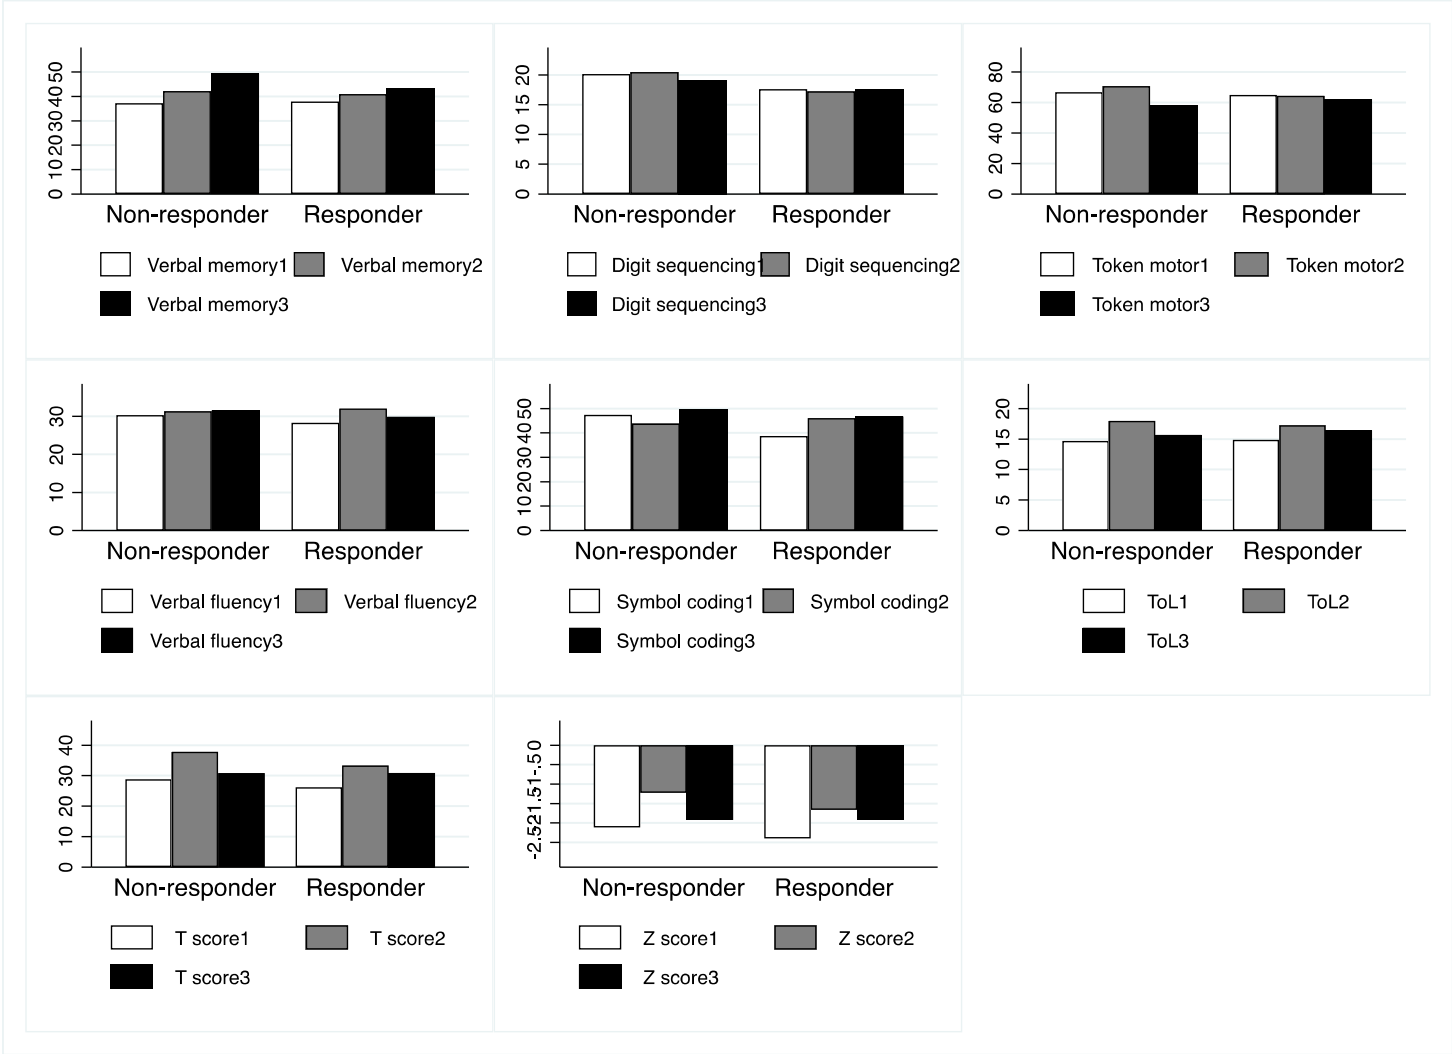 0 10 20 30 40 50
Non-responder Responder
Verbal memory1 Verbal memory2
Verbal memory3
0 5 10 15 20
Non-responder Responder
Digit sequencing1 Digit sequencing2
Digit sequencing3
0 20 40 60 80
Non-responder Responder
Token motor1 Token motor2
Token motor3
0 10 20 30
Non-responder Responder
Verbal fluency1 Verbal fluency2
Verbal fluency3
0 10 20 30 40 50
Non-responder Responder
Symbol coding1 Symbol coding2
Symbol coding3
0 5 10 15 20
Non-responder Responder
ToL1 ToL2
ToL3
0 10 20 30 40
Non-responder Responder
T score1 T score2
T score3
-2.5 -2 -1.5 -1 -.5 0
Non-responder Responder
Z score1 Z score2
Z score3